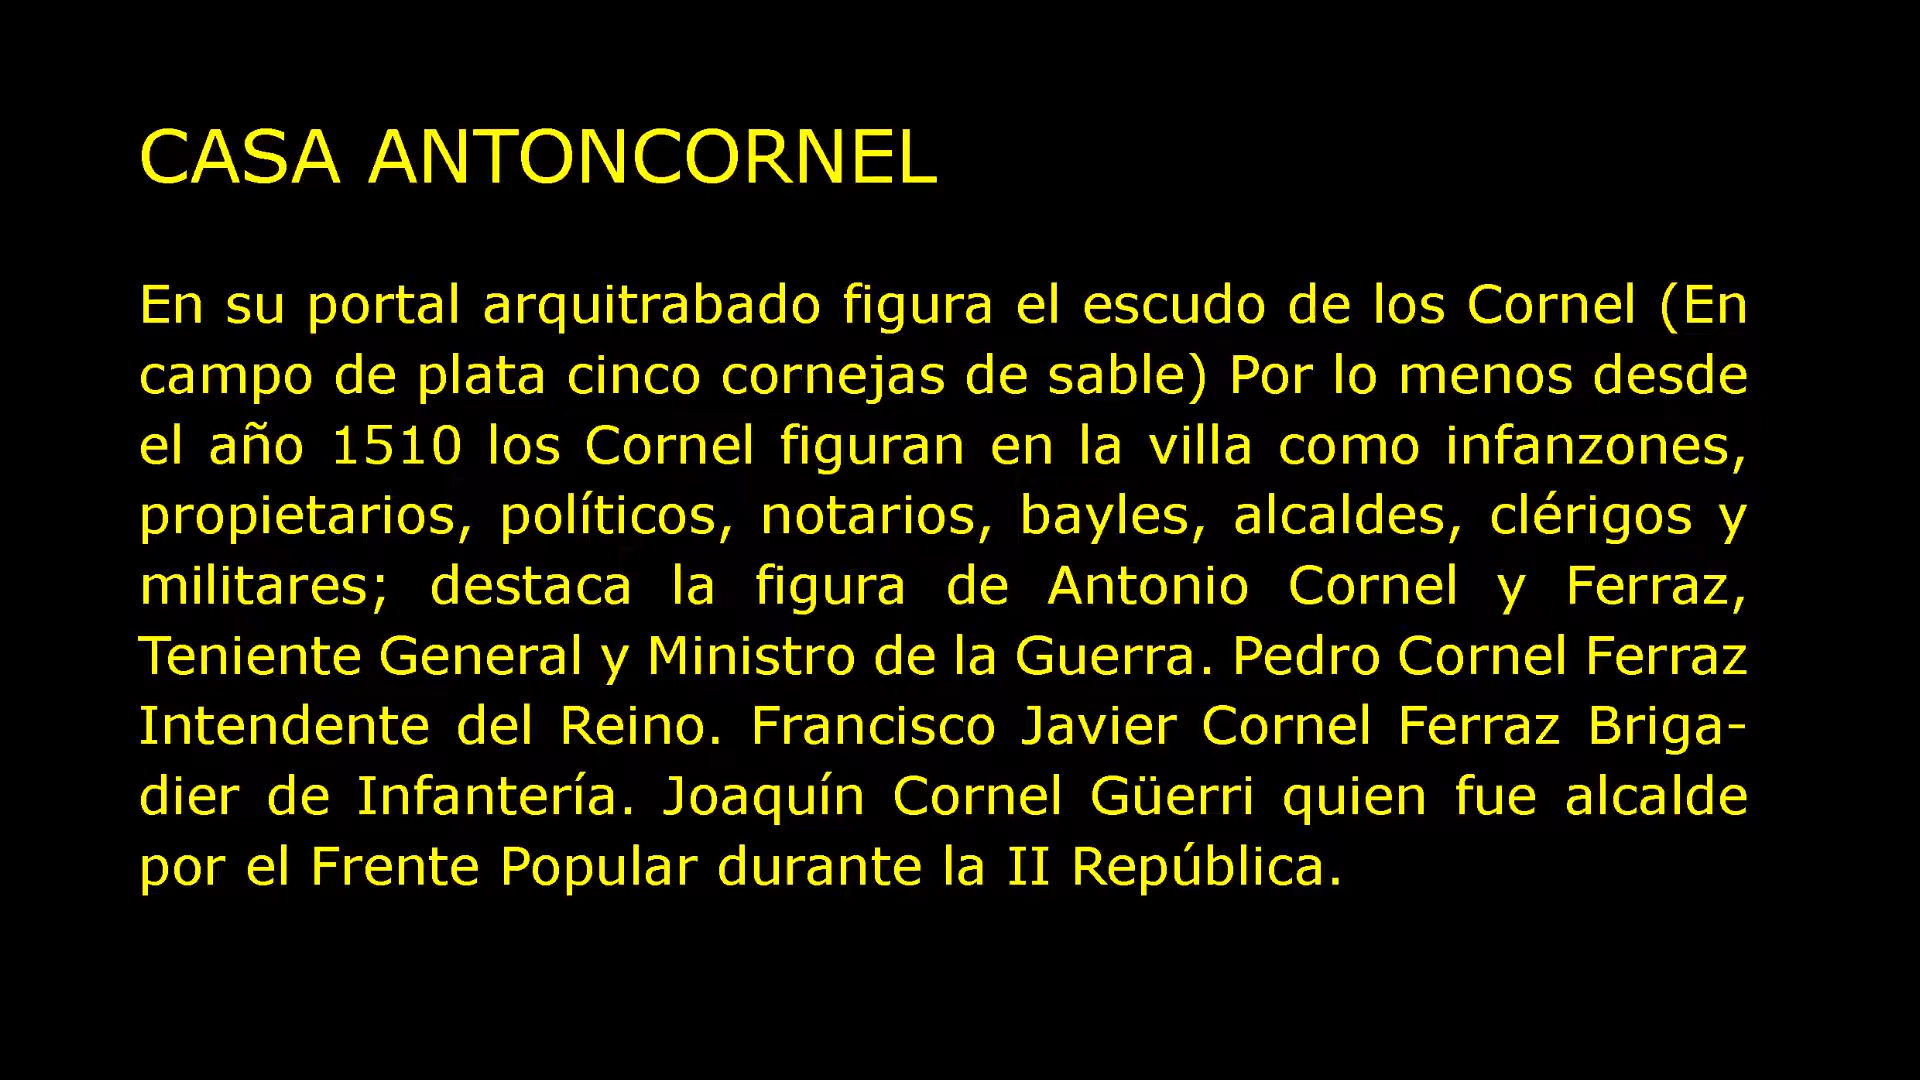 CASA ANTONCORNEL
En su portal arquitrabado figura el escudo de los Cornel (En
campo de plata cinco cornejas de sable) Por lo menos desde
el año 1510 los Cornel figuran en la villa como infanzones,
propietarios, políticos, notarios, bayles, alcaldes, clérigos y
militares; destaca la figura de Antonio Cornel y Ferraz,
Teniente General y Ministro de la Guerra. Pedro Cornel Ferraz
Intendente del Reino. Francisco Javier Cornel Ferraz Briga-
dier de Infantería. Joaquín Cornel Güerri quien fue alcalde
por el Frente Popular durante la II República.